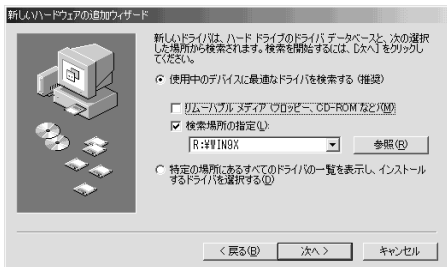 新しいハードウェアの追加ウィザード
新しいドライバは、ハード ドライブのドライバ データベースと、次の選択
した場所から検索されます。検索を開始するには、[次へ] をクリックし
てください。
使用中のデバイスに最適なドライバを検索する (推奨)
リムーバブル メディア (フロッピー、CD-ROM など)(M)
検索場所の指定(L):
R:¥WIN9X
参照(R)
特定の場所にあるすべてのドライバの一覧を表示し、インストール
するドライバを選択する(D)
< 戻る(B)
次へ >
キャンセル